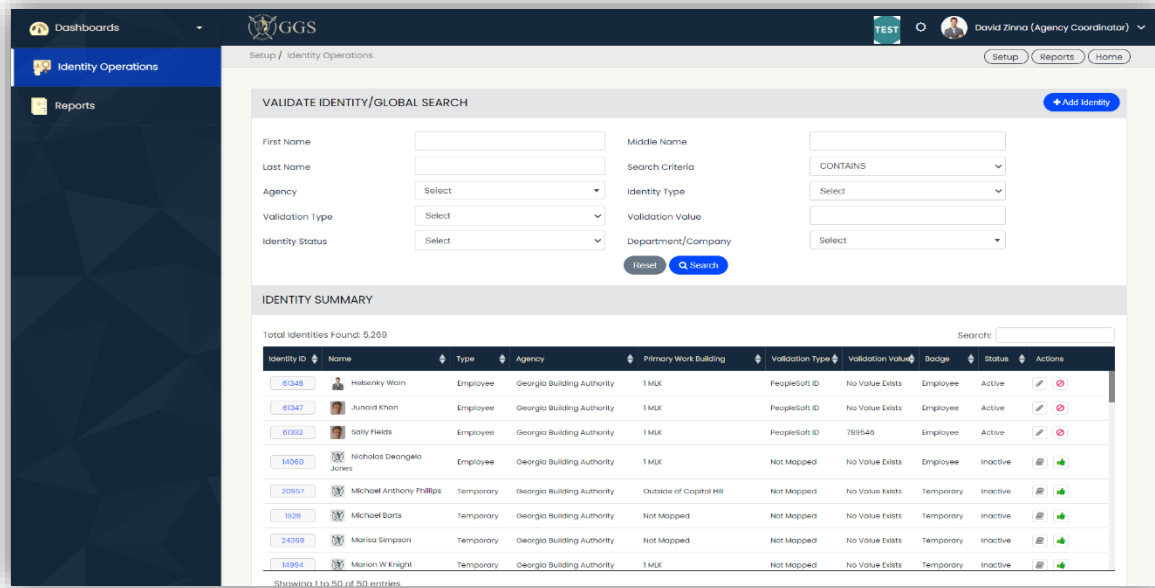 Dashboards
GGS
TEST
David Zinna (Agency Coordinator)
Identity Operations
Reports
Setup / Identity Operations
Setup Reports Home
VALIDATE IDENTITY/GLOBAL SEARCH
+Add Identity
First Name Middle Name
Last Name Search Criteria CONTAINS
Agency Select Identity Type Select
Validation Type Select Validation Value
Identity Status Select Department/Company Select
Reset Search
IDENTITY SUMMARY
Total Identities Found: 5,269 Search:
Identity ID Name Type Agency Primary Work Building Validation Type Validation Value Badge Status Actions
61346 Helsenky Wain Employee Georgia Building Authority 1 MLK PeopleSoft ID No Value Exists Employee Active
61347 Junaid Khan Employee Georgia Building Authority 1 MLK PeopleSoft ID No Value Exists Employee Active
61332 Sally Fields Employee Georgia Building Authority 1 MLK PeopleSoft ID 789546 Employee Active
14060 Nicholas Deangelo Jones Employee Georgia Building Authority 1 MLK Not Mapped No Value Exists Employee Inactive
20957 Michael Anthony Phillips Temporary Georgia Building Authority Outside of Capitol Hill Not Mapped No Value Exists Temporary Inactive
1628 Michael Barts Temporary Georgia Building Authority Not Mapped Not Mapped No Value Exists Temporary Inactive
24369 Marisa Simpson Temporary Georgia Building Authority Not Mapped Not Mapped No Value Exists Temporary Inactive
14994 Marion W Knight Temporary Georgia Building Authority 1 MLK Not Mapped No Value Exists Temporary Inactive
Showing 1 to 50 of 50 entries